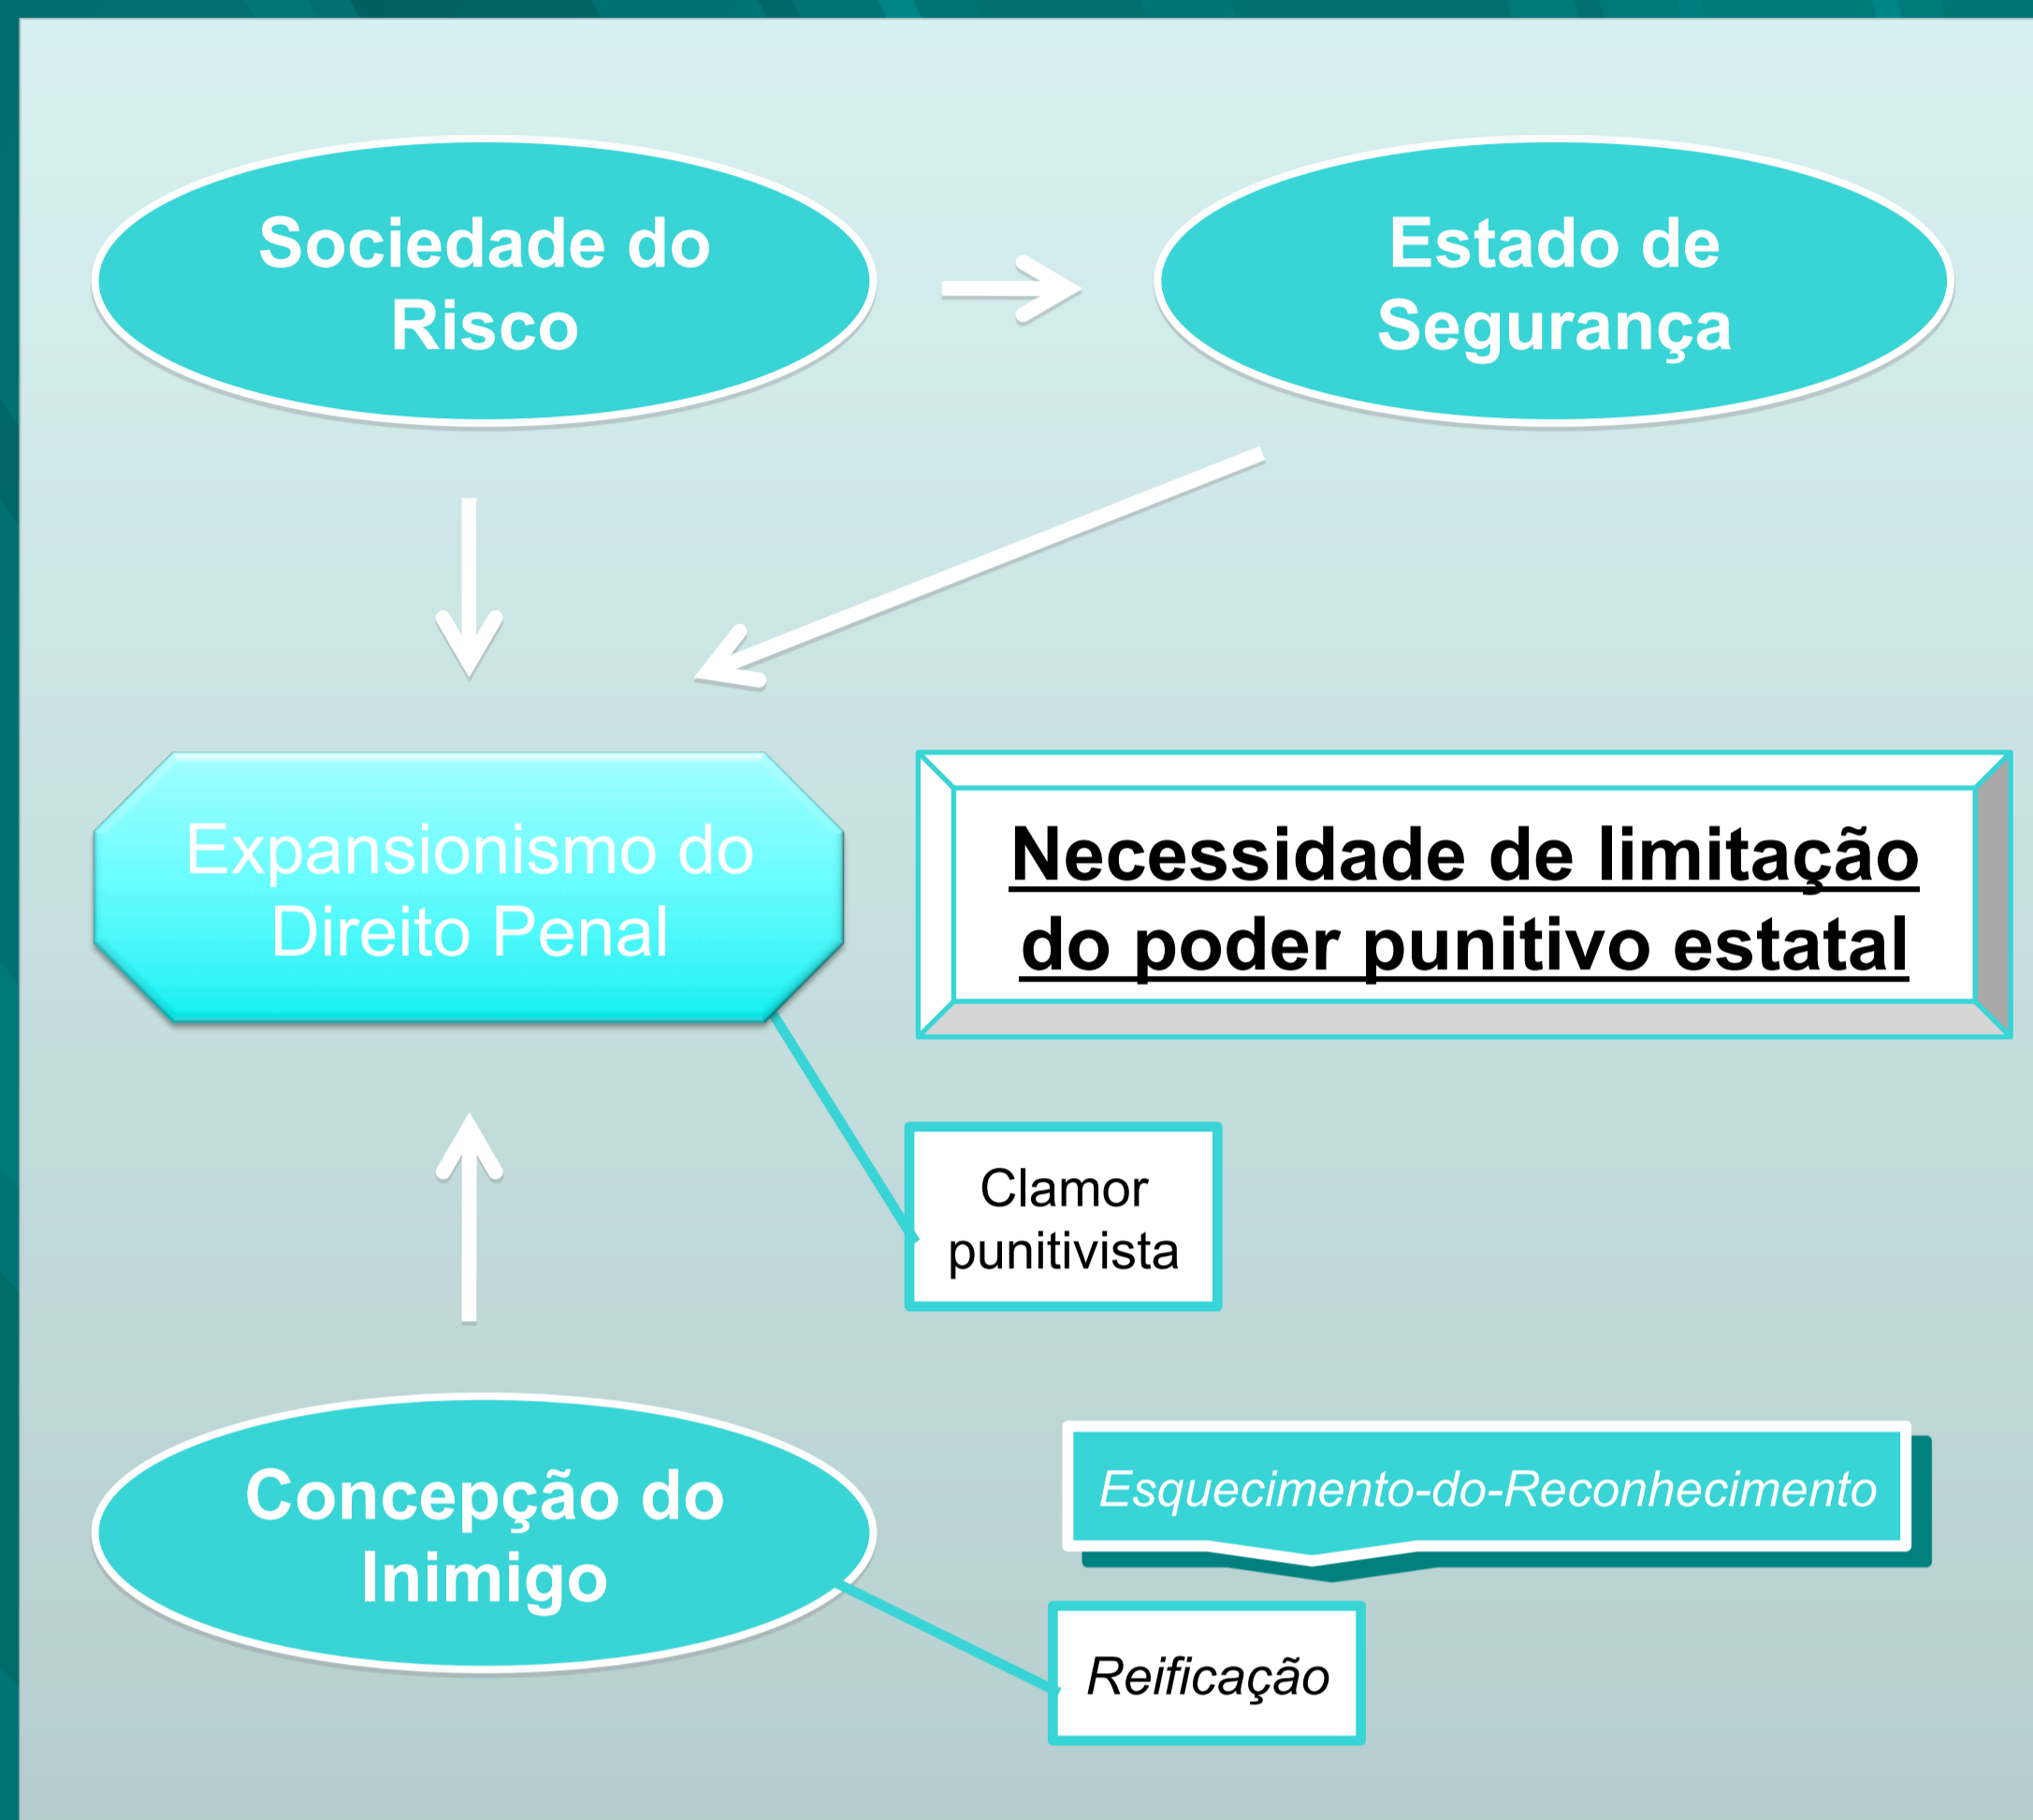 Sociedade do
Risco
Estado de
Segurança
Expansionismo do
Direito Penal
Necessidade de limitação
do poder punitivo estatal
Clamor
punitivista
Concepção do
Inimigo
Esquecimento-do-Reconhecimento
Reificação